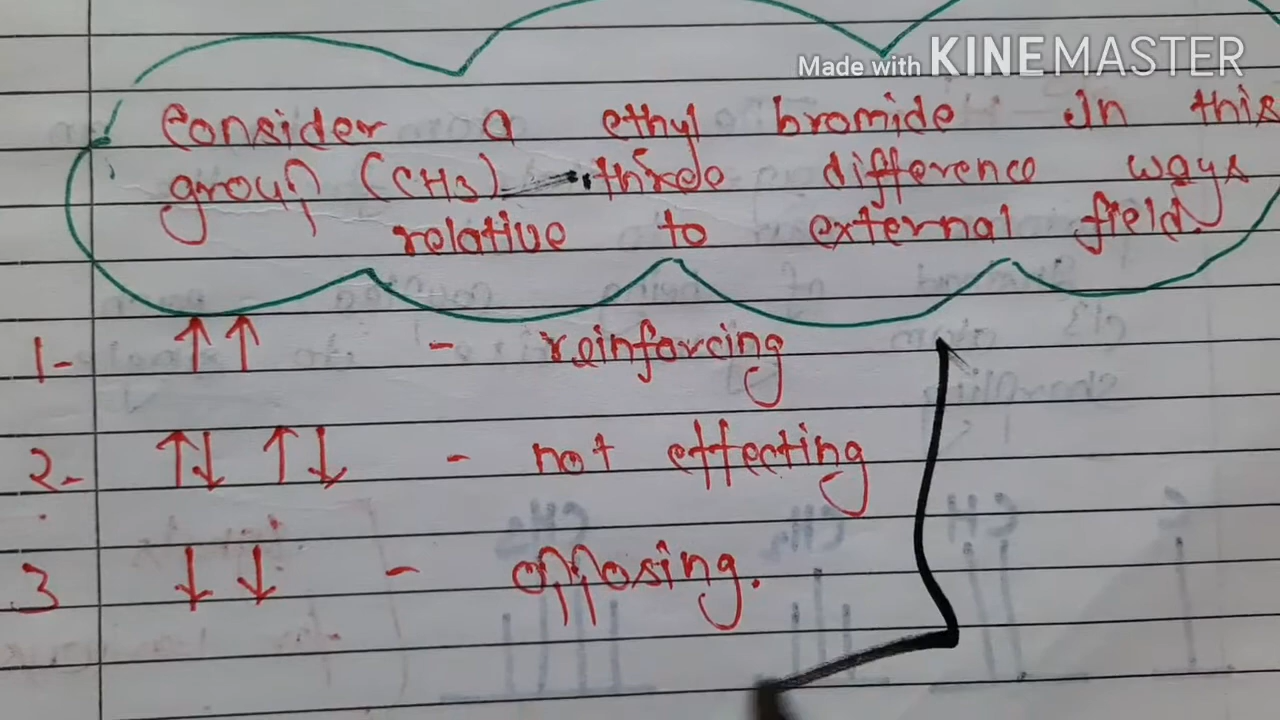 Made with KINEMASTER
Consider a ethyl bromide In this
group (CH3) difference ways
relative to external field.
1- ↑↑ - reinforcing
2- ↑↓ ↑↓ - not effecting
3 ↓ ↓ - opposing.